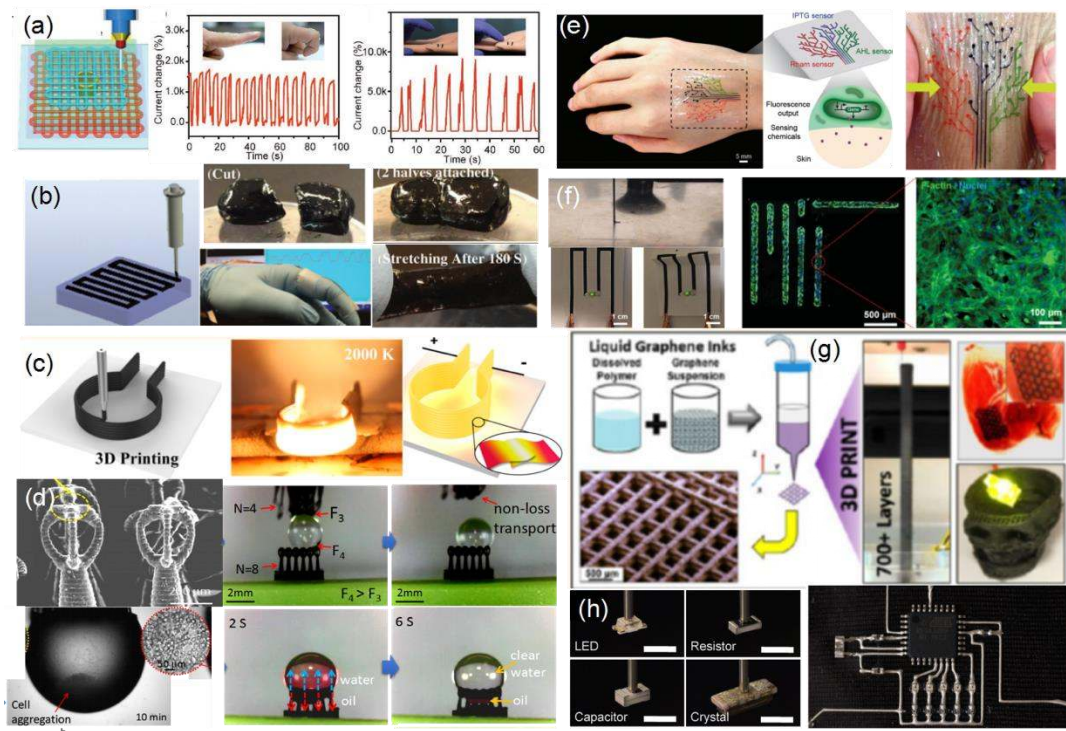 (a)
Current change (%)
3.0k
2.0k
1.0k
0.0
0 20 40 60 80 100
Time (s)
Current change (%)
10.0k
5.0k
0.0
0 10 20 30 40 50 60
Time (s)
(e)
5 mm
IPTG sensor
AHL sensor
Rham sensor
Fluorescence
output
Sensing
chemicals
Skin
(b)
(Cut)
(2 halves attached)
(Stretching After 180 S)
(f)
1 cm
1 cm
500 μm
F-actin / Nuclei
100 μm
(c)
3D Printing
2000 K
+
-
(d)
N=4
F3
F4
N=8
2mm
F4 > F3
non-loss
transport
2mm
Cell
aggregation
50 μm
10 min
2 S
water
oil
6 S
clear
water
oil
(g)
Liquid Graphene Inks
Dissolved
Polymer
Graphene
Suspension
+
Z
Y
X
500 μm
3D PRINT
700+ Layers
(h)
LED
Resistor
Capacitor
Crystal